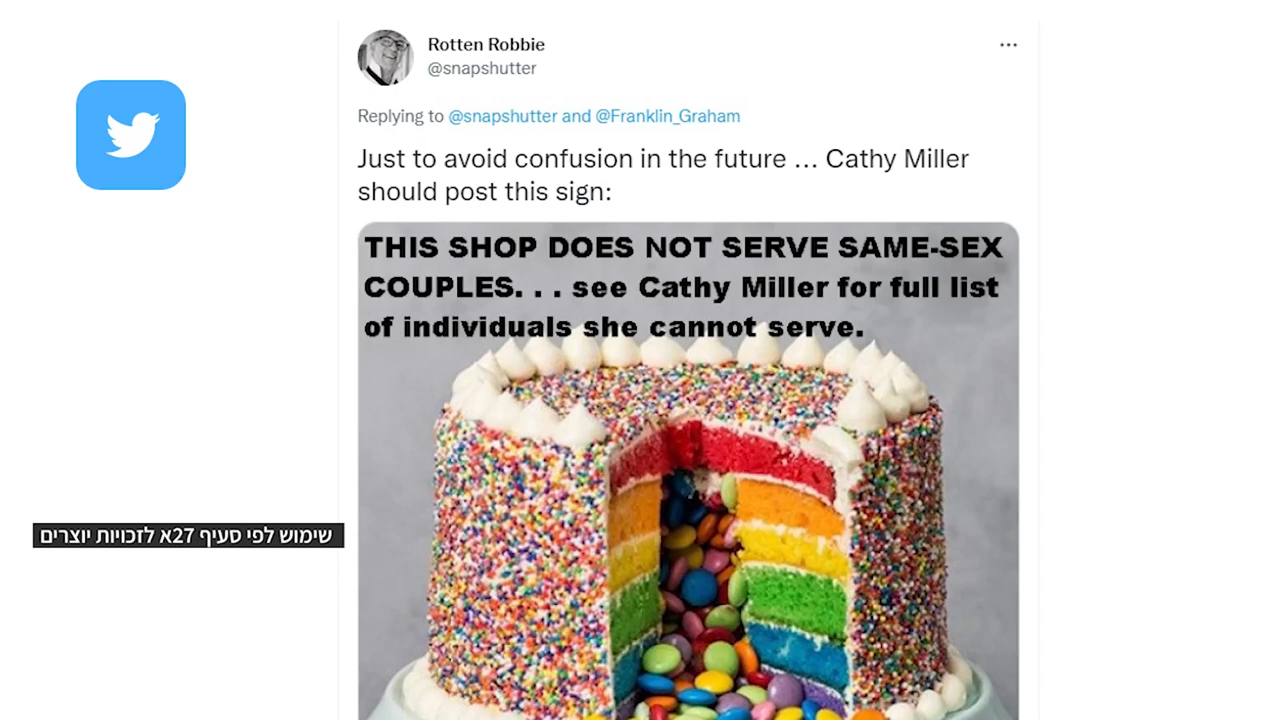 Rotten Robbie
@snapshutter
Replying to @snapshutter and @Franklin_Graham
Just to avoid confusion in the future ... Cathy Miller
should post this sign:
THIS SHOP DOES NOT SERVE SAME-SEX
COUPLES. . . see Cathy Miller for full list
of individuals she cannot serve.
שימוש לפי סעיף 27א לזכויות יוצרים